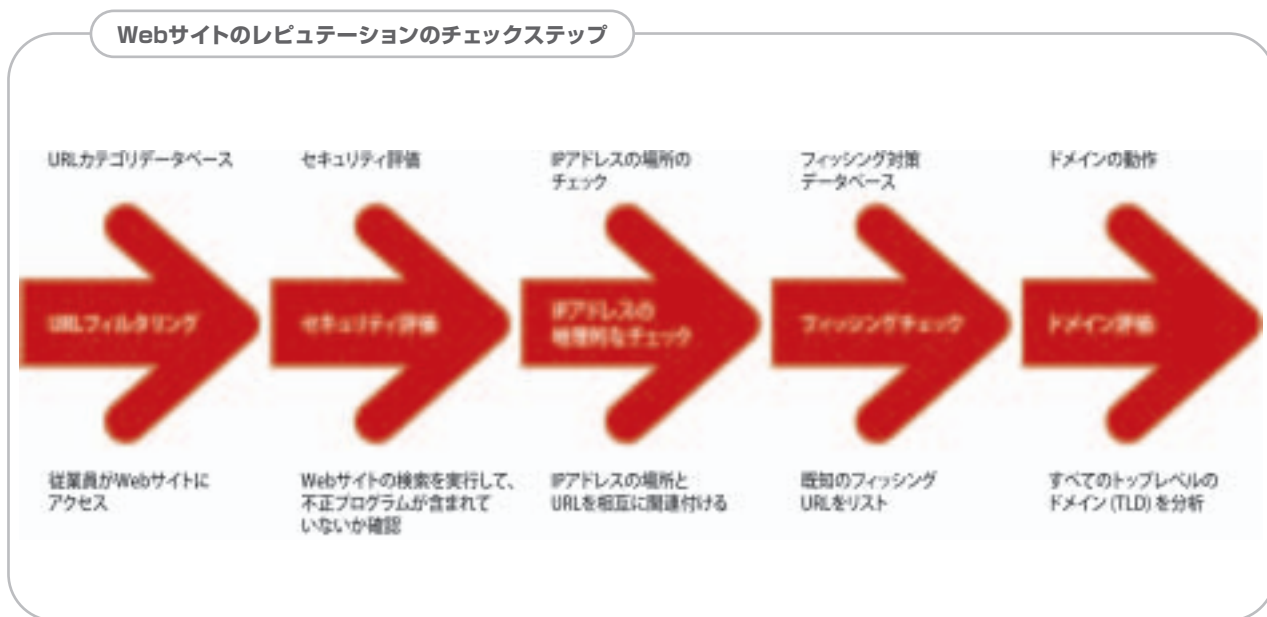 Webサイトのレピュテーションのチェックステップ
URLカテゴリデータベース
URLフィルタリング
従業員がWebサイトに
アクセス
セキュリティ評価
セキュリティ評価
Webサイトの検索を実行して、
不正プログラムが含まれて
いないか確認
IPアドレスの場所の
チェック
IPアドレスの
地理的なチェック
IPアドレスの場所と
URLを相互に関連付ける
フィッシング対策
データベース
フィッシングチェック
既知のフィッシング
URLをリスト
ドメインの動作
ドメイン評価
すべてのトップレベルの
ドメイン (TLD) を分析